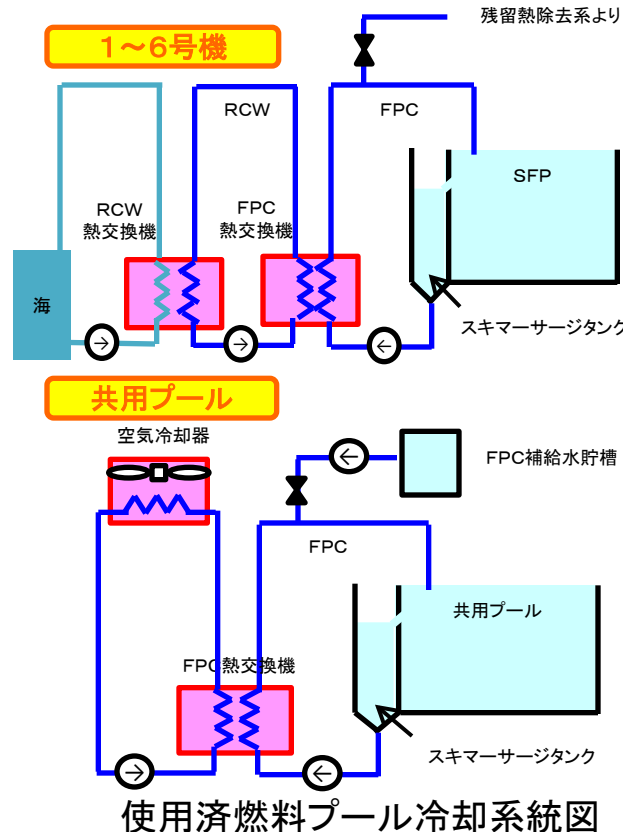 残留熱除去系より
１～６号機
RCW
FPC
SFP
RCW
熱交換機
FPC
熱交換機
海
スキマーサージタンク
共用プール
空気冷却器
FPC補給水貯槽
FPC
共用プール
FPC熱交換機
スキマーサージタンク
使用済燃料プール冷却系統図